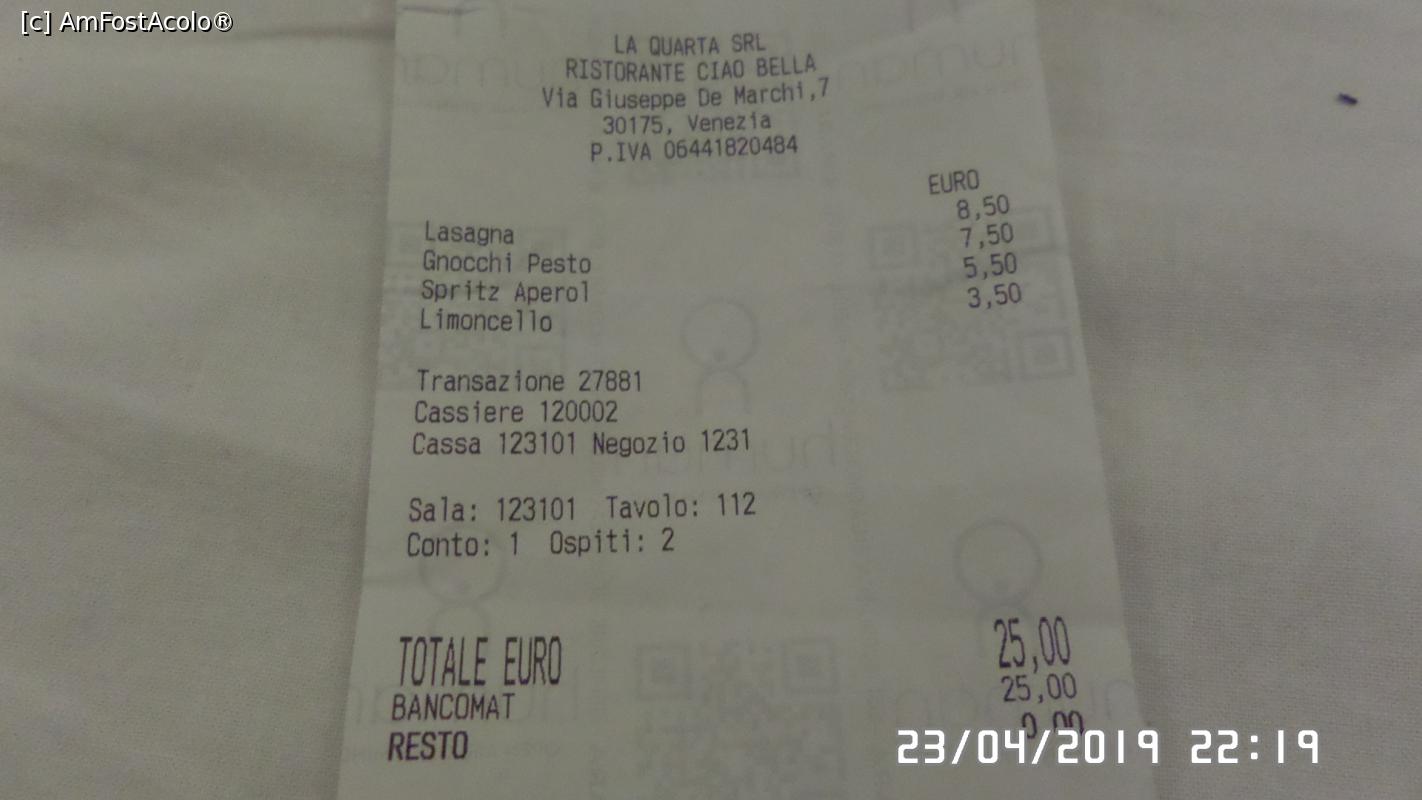 [c] AmFostAcolo®
LA QUARTA SRL
RISTORANTE CIAO BELLA
Via Giuseppe De Marchi,7
30175, Venezia
P.IVA 06441820484
EURO
Lasagna 8,50
Gnocchi Pesto 7,50
Spritz Aperol 5,50
Limoncello 3,50
Transazione 27881
Cassiere 120002
Cassa 123101 Negozio 1231
Sala: 123101 Tavolo: 112
Conto: 1 Ospiti: 2
TOTALE EURO 25,00
BANCOMAT 25,00
RESTO 0,00
23/04/2019 22:19